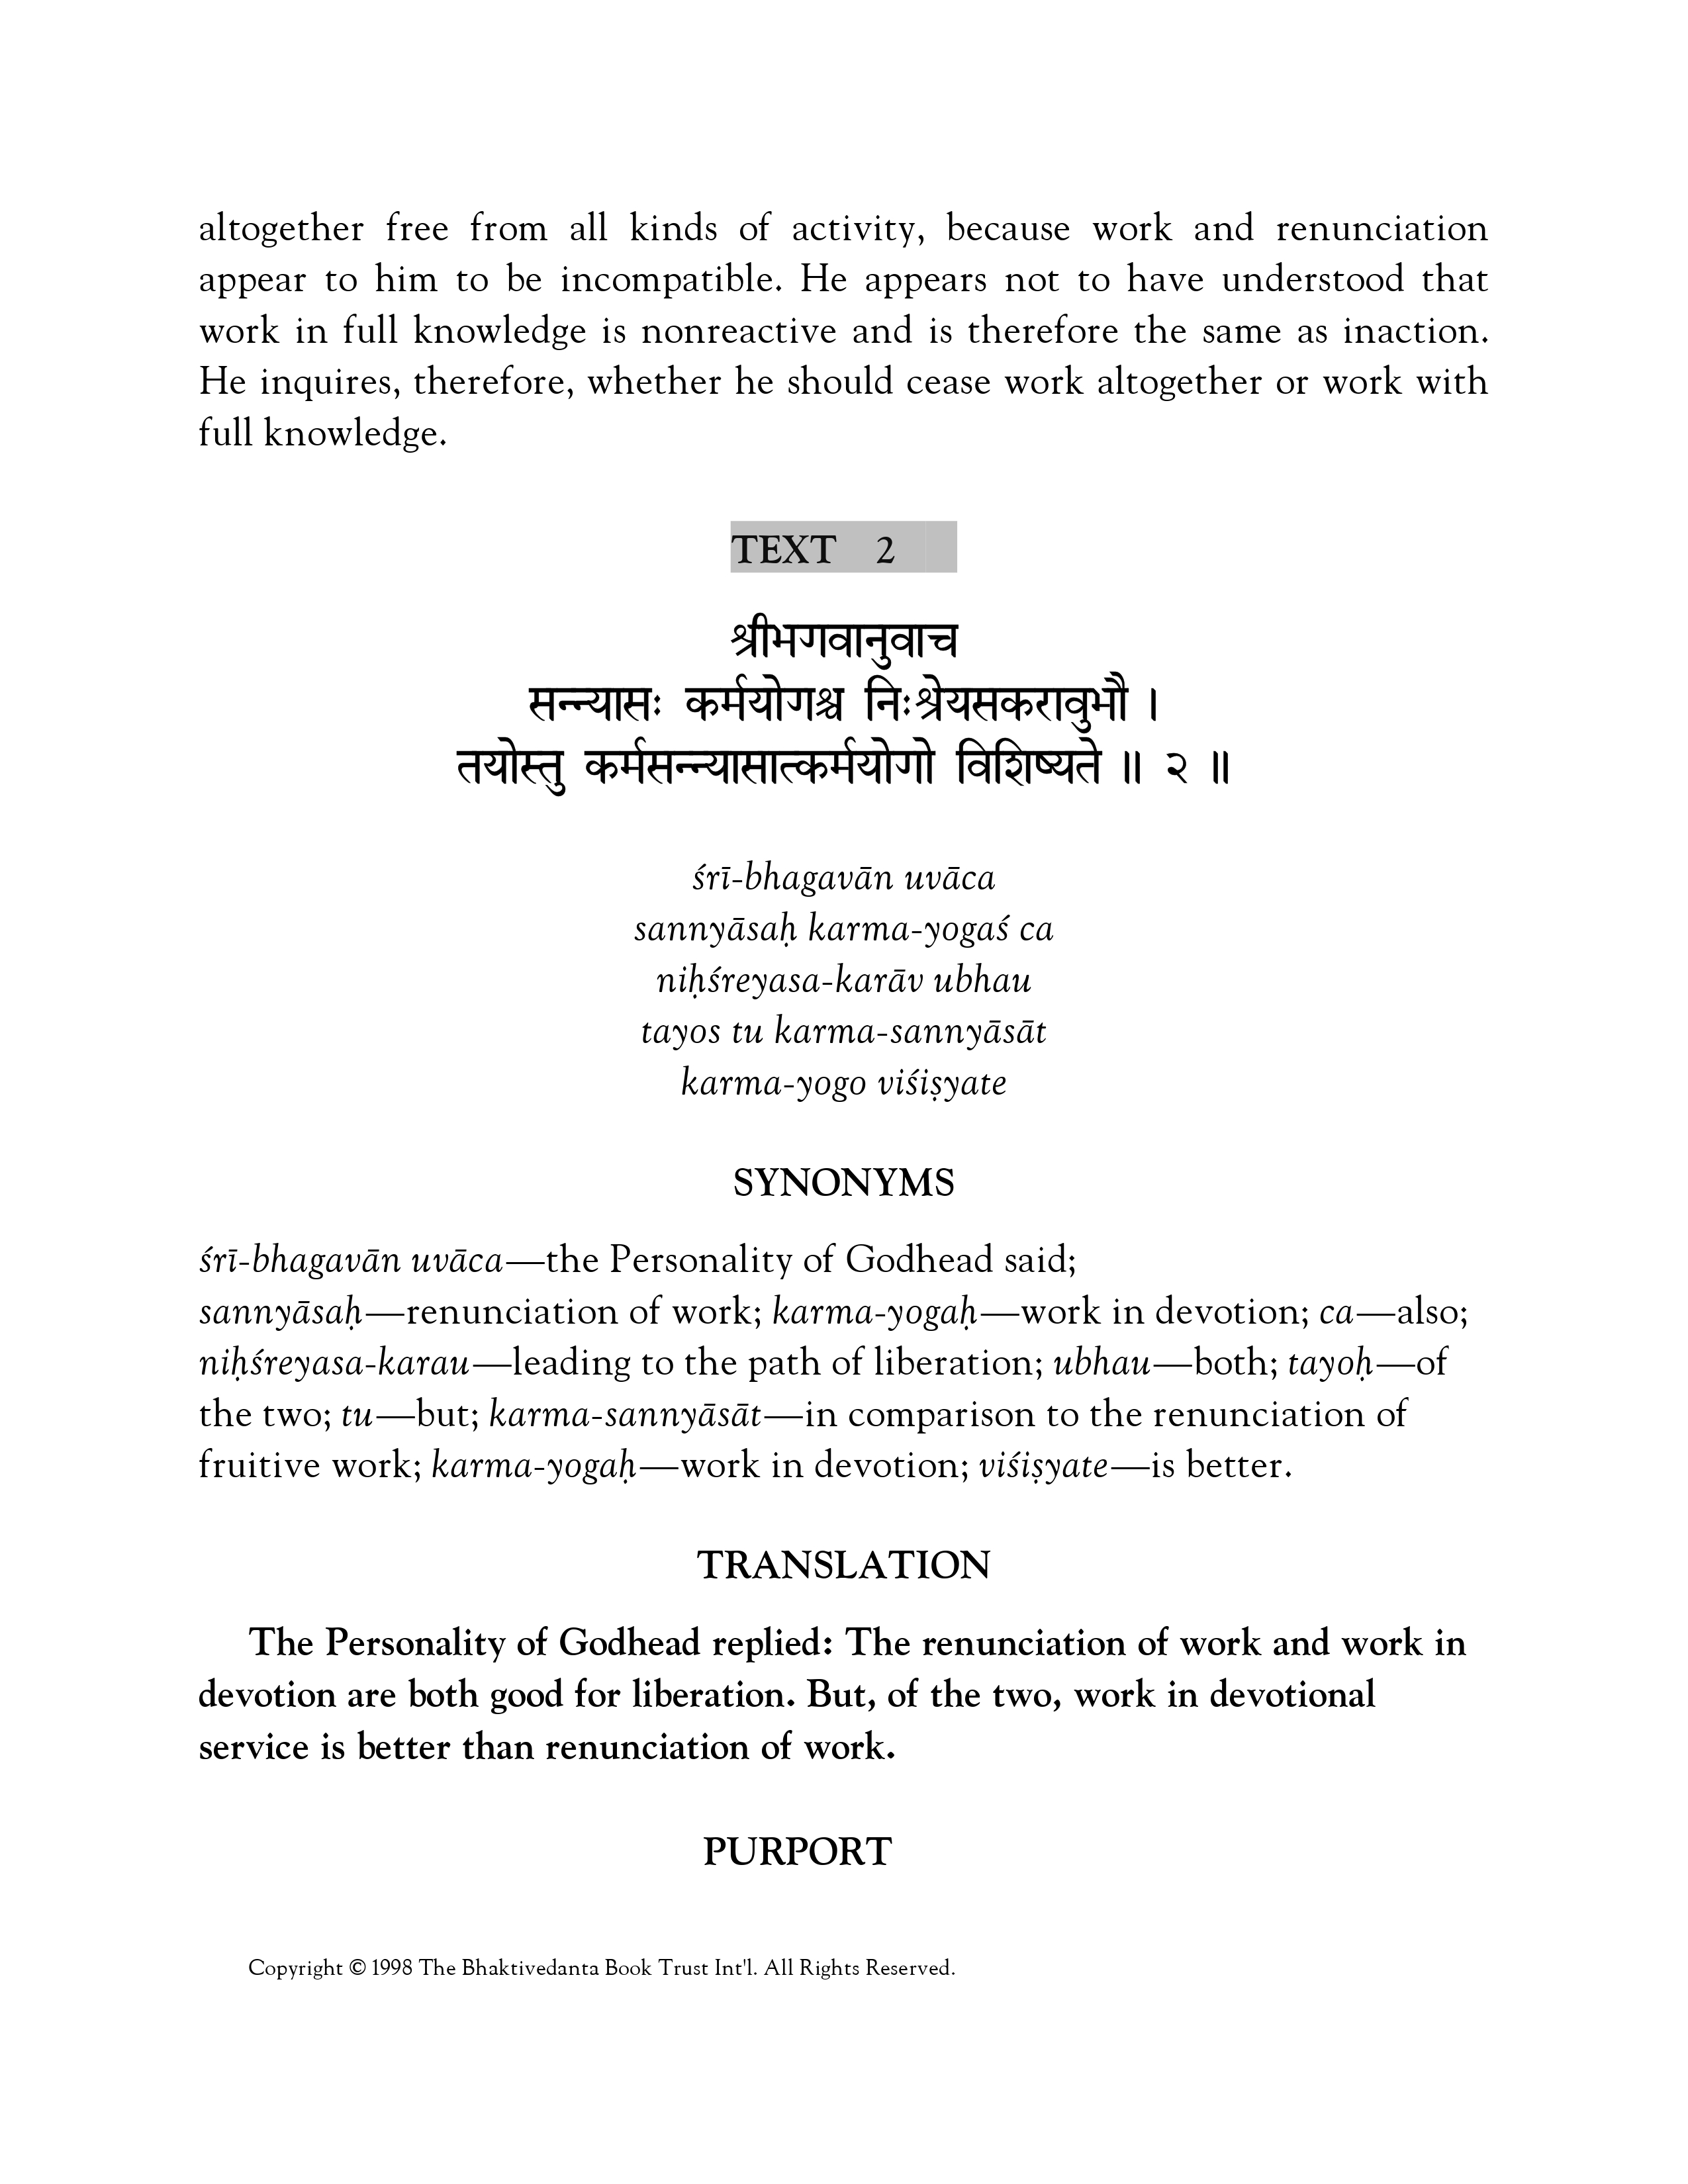 altogether free from all kinds of activity, because work and renunciation
appear to him to be incompatible. He appears not to have understood that
work in full knowledge is nonreactive and is therefore the same as inaction.
He inquires, therefore, whether he should cease work altogether or work with
full knowledge.
TEXT 2
श्रीभगवानुवाच
सन्न्यासः कर्मयोगश्च निःश्रेयसकरावुभौ ।
तयोस्तु कर्मसन्न्यासात्कर्मयोगो विशिष्यते ॥ २ ॥
śrī-bhagavān uvāca
sannyāsaḥ karma-yogaś ca
niḥśreyasa-karāv ubhau
tayos tu karma-sannyāsāt
karma-yogo viśiṣyate
SYNONYMS
śrī-bhagavān uvāca—the Personality of Godhead said;
sannyāsaḥ—renunciation of work; karma-yogaḥ—work in devotion; ca—also;
niḥśreyasa-karau—leading to the path of liberation; ubhau—both; tayoḥ—of
the two; tu—but; karma-sannyāsāt—in comparison to the renunciation of
fruitive work; karma-yogaḥ—work in devotion; viśiṣyate—is better.
TRANSLATION
The Personality of Godhead replied: The renunciation of work and work in
devotion are both good for liberation. But, of the two, work in devotional
service is better than renunciation of work.
PURPORT
Copyright © 1998 The Bhaktivedanta Book Trust Int'l. All Rights Reserved.